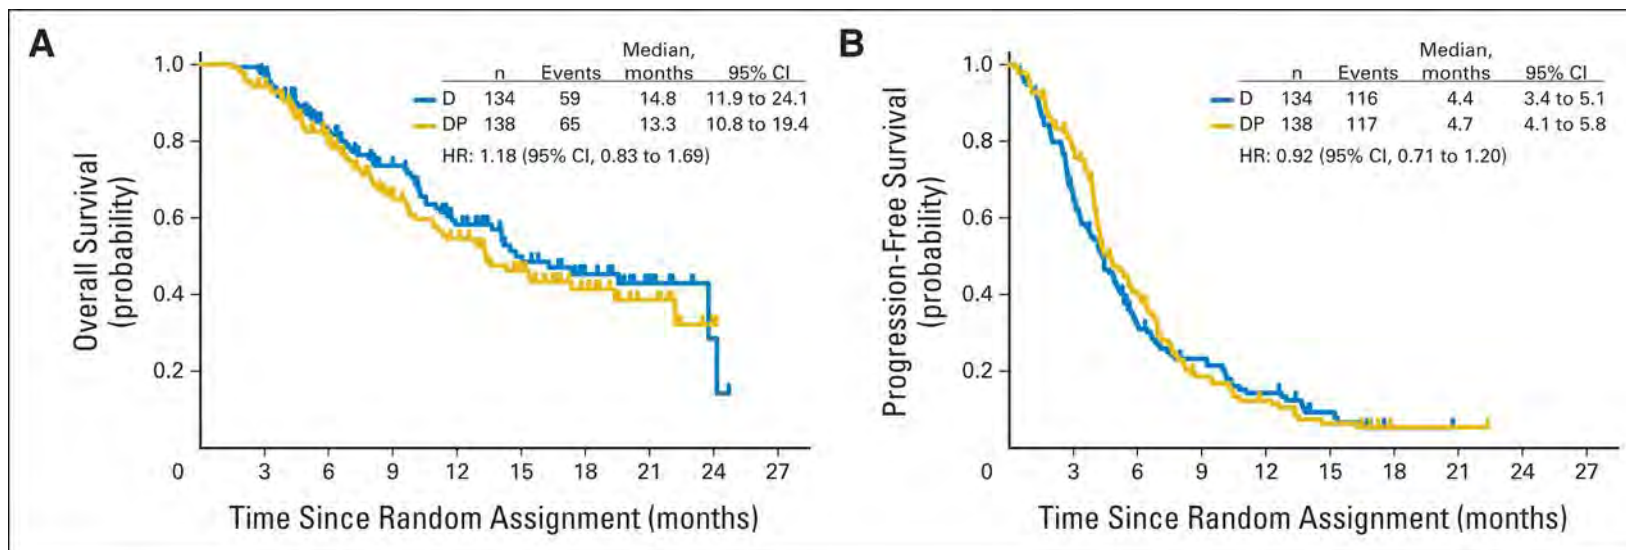 A
Median,
n Events months 95% CI
D 134 59 14.8 11.9 to 24.1
DP 138 65 13.3 10.8 to 19.4
HR: 1.18 (95% CI, 0.83 to 1.69)
Overall Survival
(probability)
1.0
0.8
0.6
0.4
0.2
0 3 6 9 12 15 18 21 24 27
Time Since Random Assignment (months)
B
Median,
n Events months 95% CI
D 134 116 4.4 3.4 to 5.1
DP 138 117 4.7 4.1 to 5.8
HR: 0.92 (95% CI, 0.71 to 1.20)
Progression-Free Survival
(probability)
1.0
0.8
0.6
0.4
0.2
0 3 6 9 12 15 18 21 24 27
Time Since Random Assignment (months)